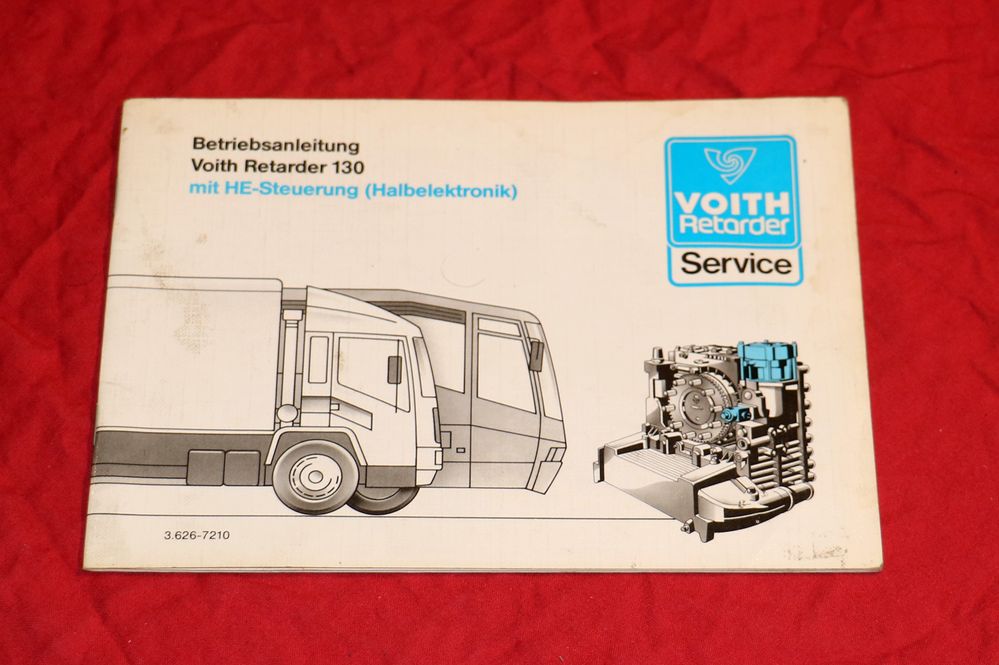 Betriebsanleitung
Voith Retarder 130
mit HE-Steuerung (Halbelektronik)
VOITH
Retarder
Service
3.626-7210